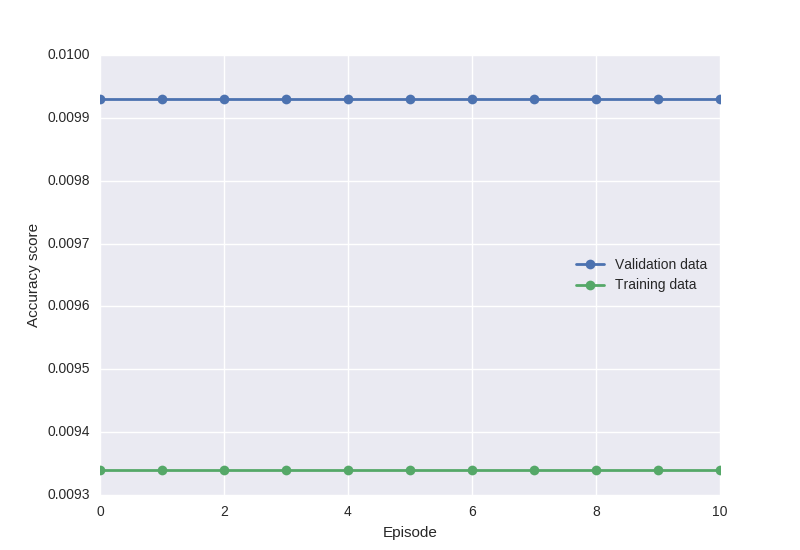 0.0100
0.0099
0.0098
0.0097
0.0096
0.0095
0.0094
0.0093
Accuracy score
Validation data
Training data
0 2 4 6 8 10
Episode